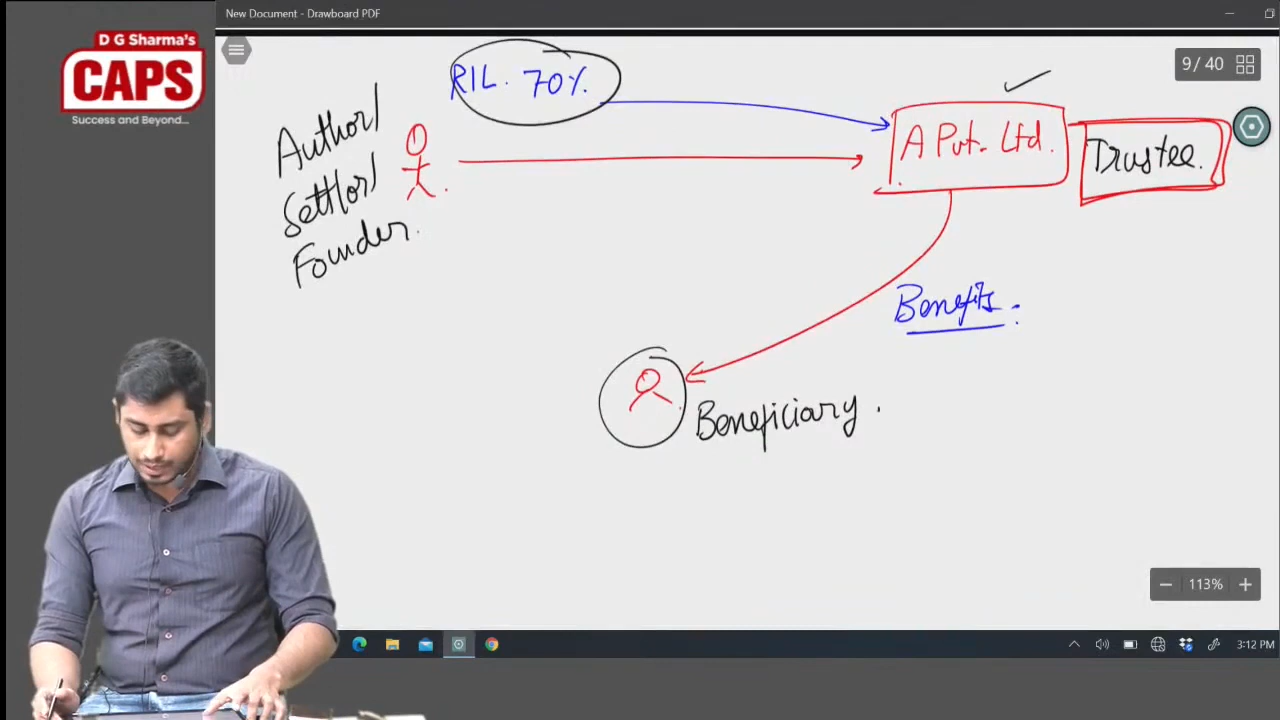 New Document - Drawboard PDF
D G Sharma's
CAPS
Success and Beyond...
9 / 40
RIL. 70%.
Author/
Settlor/
Founder.
A Pvt. Ltd.
Trustee.
Benefits.
Beneficiary.
113%
3:12 PM